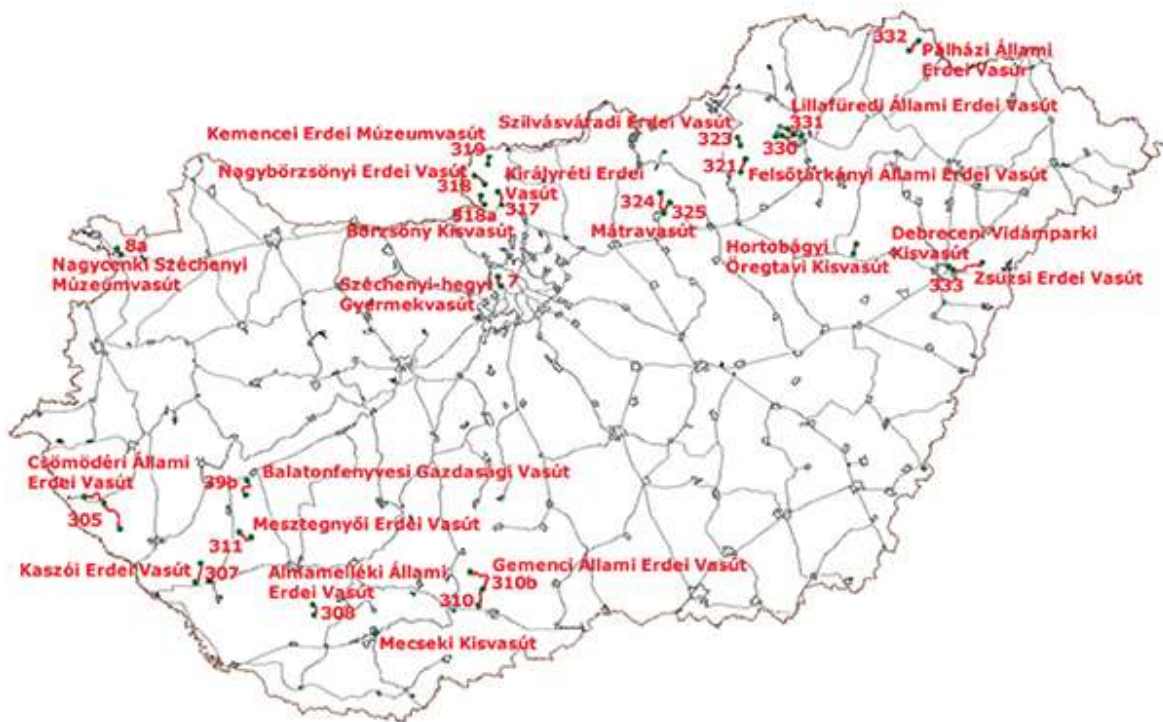 332
Pálházi Állami
Erdei Vasút
Lillafüredi Állami Erdei Vasút
331
330
Szilvásváradi Erdei Vasút
323
321
Felsőtárkányi Állami Erdei Vasút
Kemencei Erdei Múzeumvasút
319
Nagybörzsönyi Erdei Vasút
318
Királyréti Erdei
Vasút
317
318a
Börzsöny Kisvasút
324
325
Mátravasút
Hortobágyi
Öregtavi Kisvasút
Debreceni Vidámparki
Kisvasút
Zsuzsi Erdei Vasút
333
8a
Nagycenki Széchenyi
Múzeumvasút
Széchenyi-hegyi
Gyermekvasút
7
Csömödéri Állami
Erdei Vasút
305
39b
Balatonfenyvesi Gazdasági Vasút
Mesztegnyői Erdei Vasút
311
Kaszói Erdei Vasút
307
Almamelléki Állami
Erdei Vasút
308
Gemenci Állami Erdei Vasút
310b
310
Mecseki Kisvasút